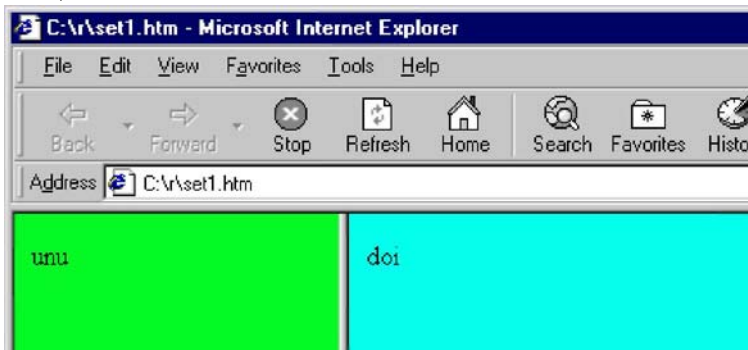 C:\r\set1.htm - Microsoft Internet Explorer
File Edit View Favorites Tools Help
Back Forward Stop Refresh Home Search Favorites Histo
Address C:\r\set1.htm
unu doi